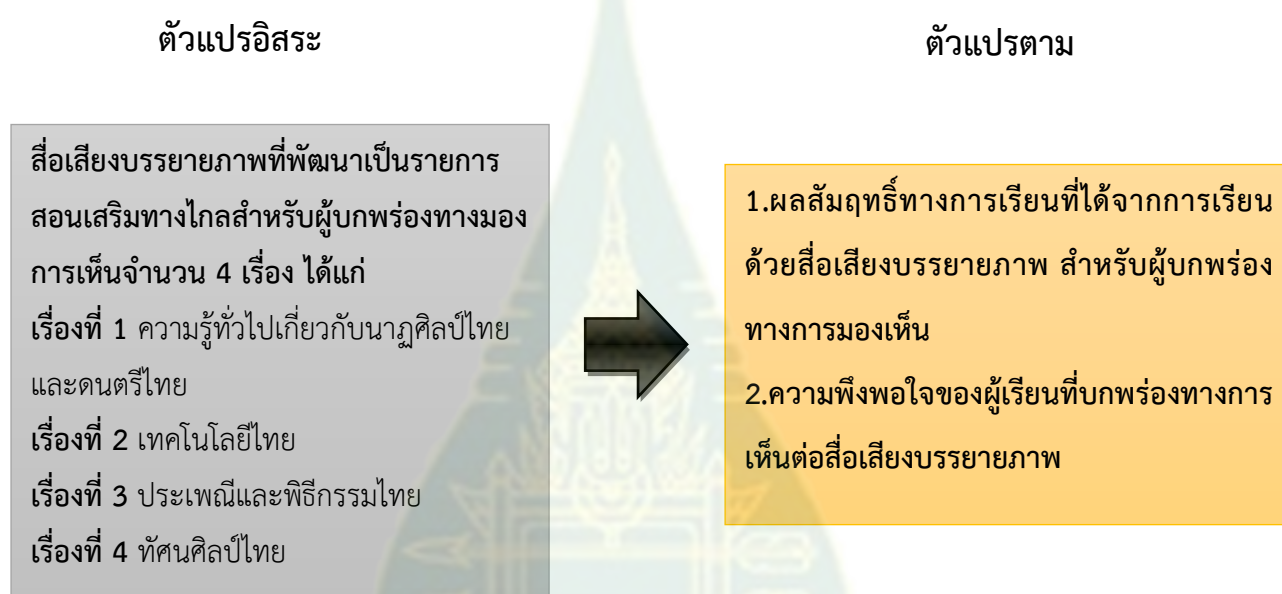 ตัวแปรอิสระ
สื่อเสียงบรรยายภาพที่พัฒนาเป็นรายการ
สอนเสริมทางไกลสำหรับผู้บกพร่องทางมอง
การเห็นจำนวน 4 เรื่อง ได้แก่
เรื่องที่ 1 ความรู้ทั่วไปเกี่ยวกับนาฏศิลป์ไทย
และดนตรีไทย
เรื่องที่ 2 เทคโนโลยีไทย
เรื่องที่ 3 ประเพณีและพิธีกรรมไทย
เรื่องที่ 4 ทัศนศิลป์ไทย
ตัวแปรตาม
1.ผลสัมฤทธิ์ทางการเรียนที่ได้จากการเรียน
ด้วยสื่อเสียงบรรยายภาพ สำหรับผู้บกพร่อง
ทางการมองเห็น
2.ความพึงพอใจของผู้เรียนที่บกพร่องทางการ
เห็นต่อสื่อเสียงบรรยายภาพ